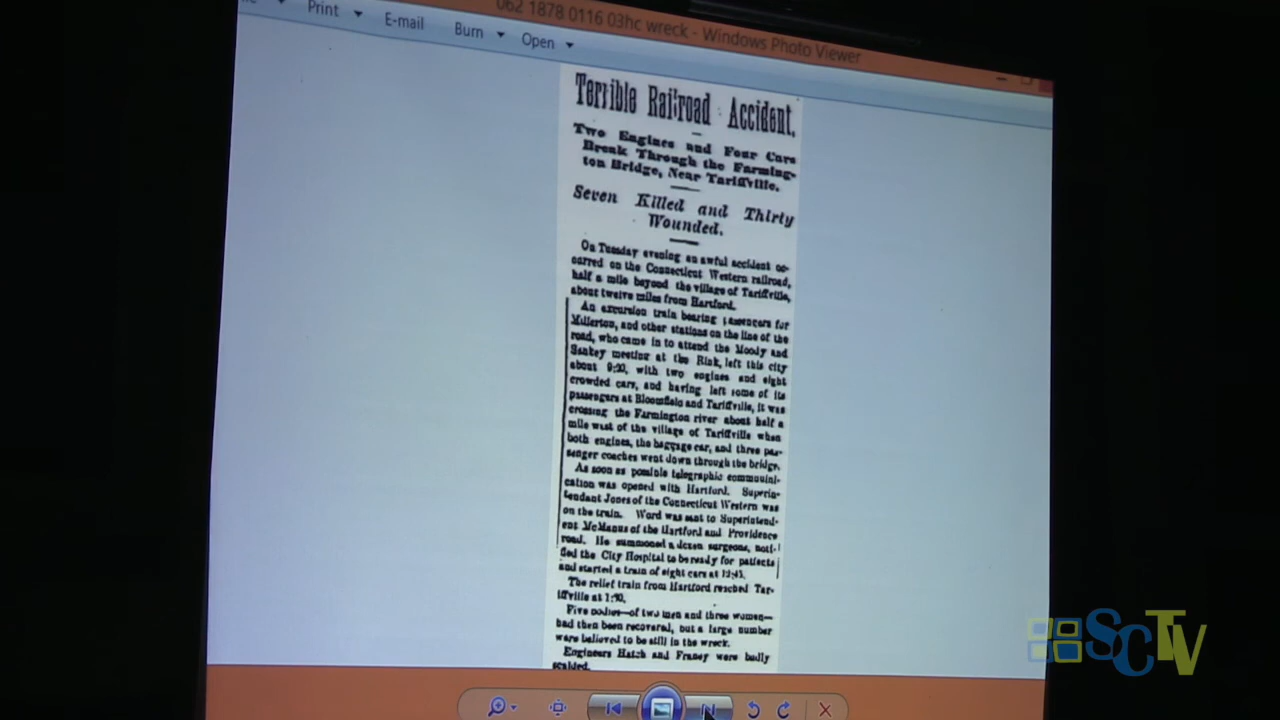 Print E-mail Burn Open
062 1878 0116 03hc wreck - Windows Photo Viewer
Terrible Railroad Accident.
Two Engines and Four Cars
Break Through the Farming-
ton Bridge, Near Tariffville.
Seven Killed and Thirty
Wounded.
On Tuesday evening an awful accident oc-
curred on the Connecticut Western railroad,
half a mile beyond the village of Tariffville,
about twelve miles from Hartford.
An excursion train bearing passengers for
Millerton, and other stations on the line of the
road, who came in to attend the Moody and
Sankey meeting at the Rink, left this city
about 9:20, with two engines and eight
crowded cars, and having left some of its
passengers at Bloomfield and Tariffville, it was
crossing the Farmington river about half a
mile west of the village of Tariffville when
both engines, the baggage car, and three pas-
senger coaches went down through the bridge.
As soon as possible telegraphic communi-
cation was opened with Hartford. Superin-
tendant Jones of the Connecticut Western was
on the train. Word was sent to Superintend-
ent McManus of the Hartford and Providence
road. He summoned a dozen surgeons, noti-
fied the City Hospital to be ready for patients
and started a train of eight cars at
The relief train from Hartford reached Tar-
iffville at
Five bodies—of two men and three women—
had then been recovered, but a large number
were believed to be still in the wreck.
Engineers Hatch and Franey were badly
scalded.
SCTV